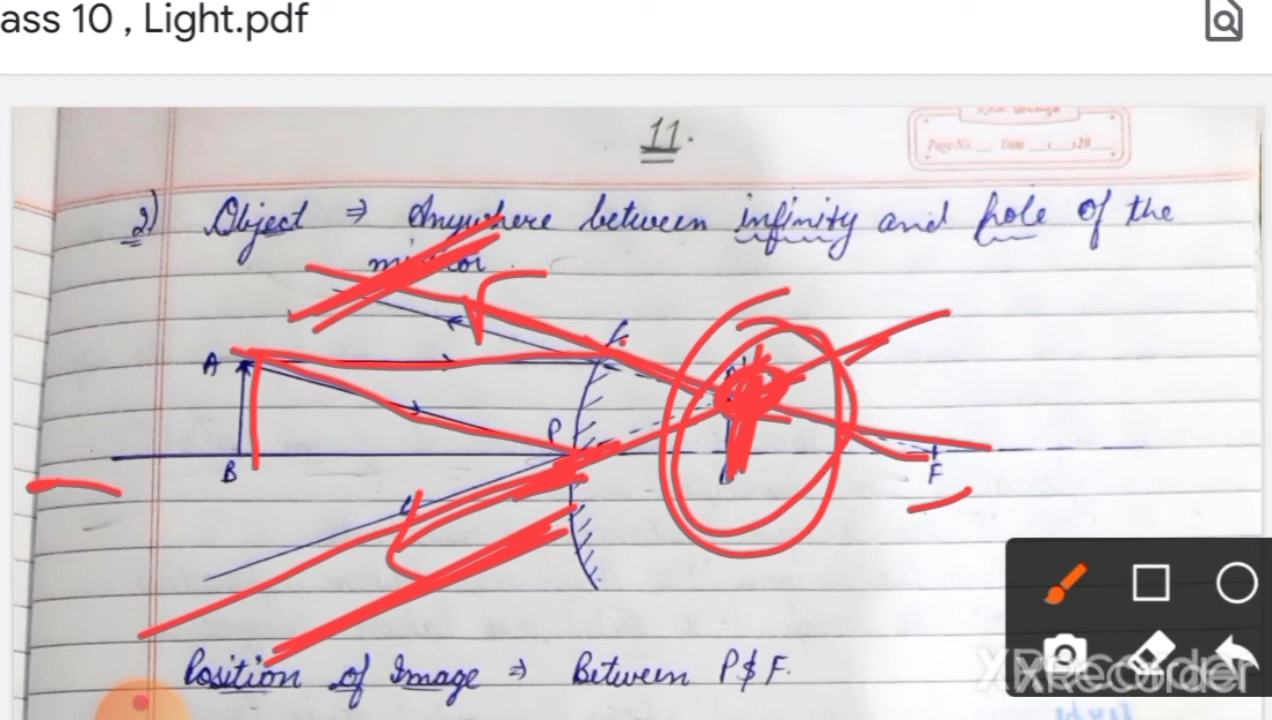 ass 10 , Light.pdf
11.
Page No. Date 20
2) Object ⇒ Anywhere between infinity and pole of the
mirror.
A
P
B
F
Position of Image ⇒ Between P & F.
XRecorder